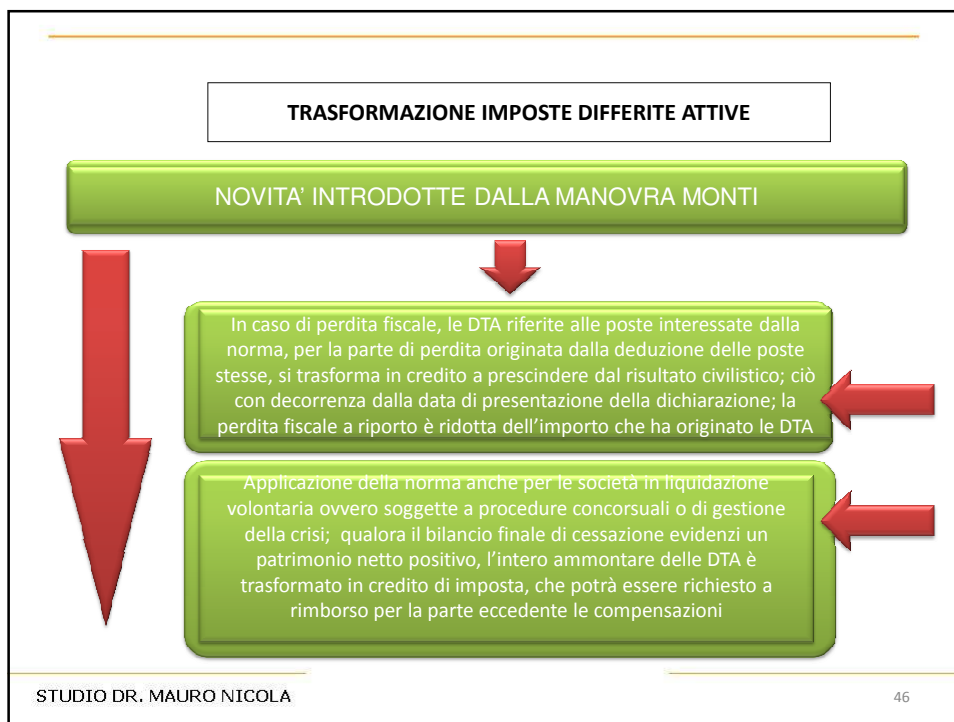 TRASFORMAZIONE IMPOSTE DIFFERITE ATTIVE
NOVITA’ INTRODOTTE DALLA MANOVRA MONTI
In caso di perdita fiscale, le DTA riferite alle poste interessate dalla
norma, per la parte di perdita originata dalla deduzione delle poste
stesse, si trasforma in credito a prescindere dal risultato civilistico; ciò
con decorrenza dalla data di presentazione della dichiarazione; la
perdita fiscale a riporto è ridotta dell’importo che ha originato le DTA
Applicazione della norma anche per le società in liquidazione
volontaria ovvero soggette a procedure concorsuali o di gestione
della crisi; qualora il bilancio finale di cessazione evidenzi un
patrimonio netto positivo, l’intero ammontare delle DTA è
trasformato in credito di imposta, che potrà essere richiesto a
rimborso per la parte eccedente le compensazioni
STUDIO DR. MAURO NICOLA
46